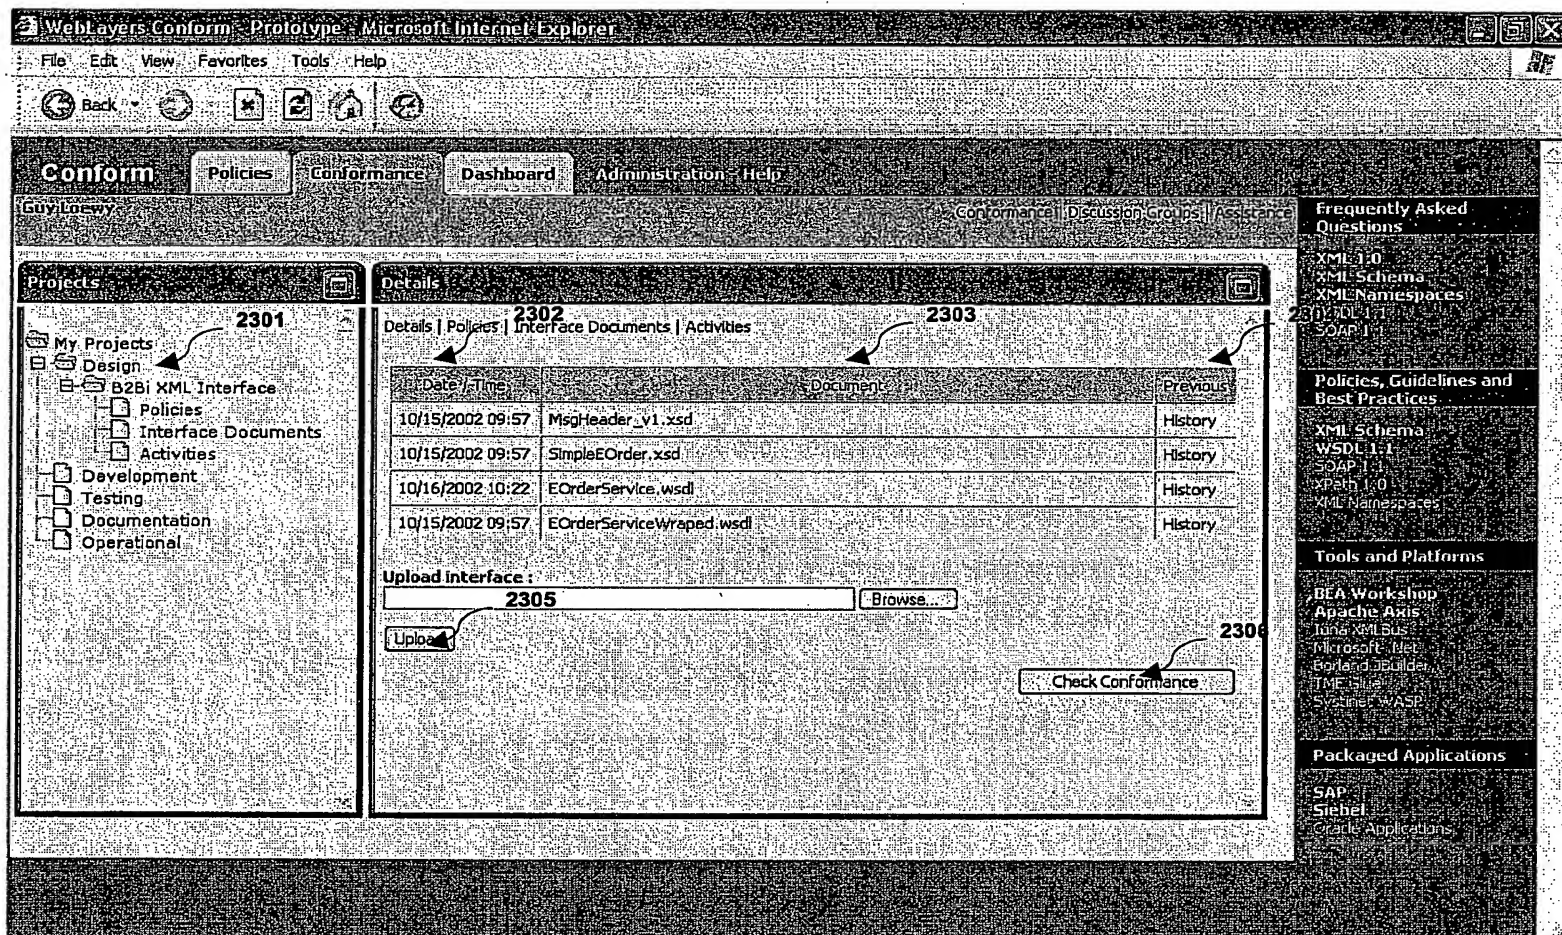 WebLayers Conform - Prototype - Microsoft Internet Explorer
File Edit View Favorites Tools Help
Back
Conform Policies Conformance Dashboard Administration Help
Guy Loewy
Conformance | Discussion Groups | Assistance
Projects
2301
My Projects
Design
B2Bi XML Interface
Policies
Interface Documents
Activities
Development
Testing
Documentation
Operational
Details
2302 2303
Details | Policies | Interface Documents | Activities
Date / Time Document Previous
10/15/2002 09:57 MsgHeader_v1.xsd History
10/15/2002 09:57 SimpleEOrder.xsd History
10/16/2002 10:22 EOrderService.wsdl History
10/15/2002 09:57 EOrderServiceWraped.wsdl History
Upload interface :
2305 Browse...
Upload
2306
Check Conformance
Frequently Asked
Questions
XML 1.0
XML Schema
XML Namespaces
SOAP 1.1
Policies, Guidelines and
Best Practices
XML Schema
WSDL 1.1
SOAP 1.1
XPath 1.0
XML Namespaces
Tools and Platforms
BEA Workshop
Apache Axis
Iona XMLBus
Microsoft .Net
Borland JBuilder
Systinet WASP
Packaged Applications
SAP
Siebel
Oracle Applications